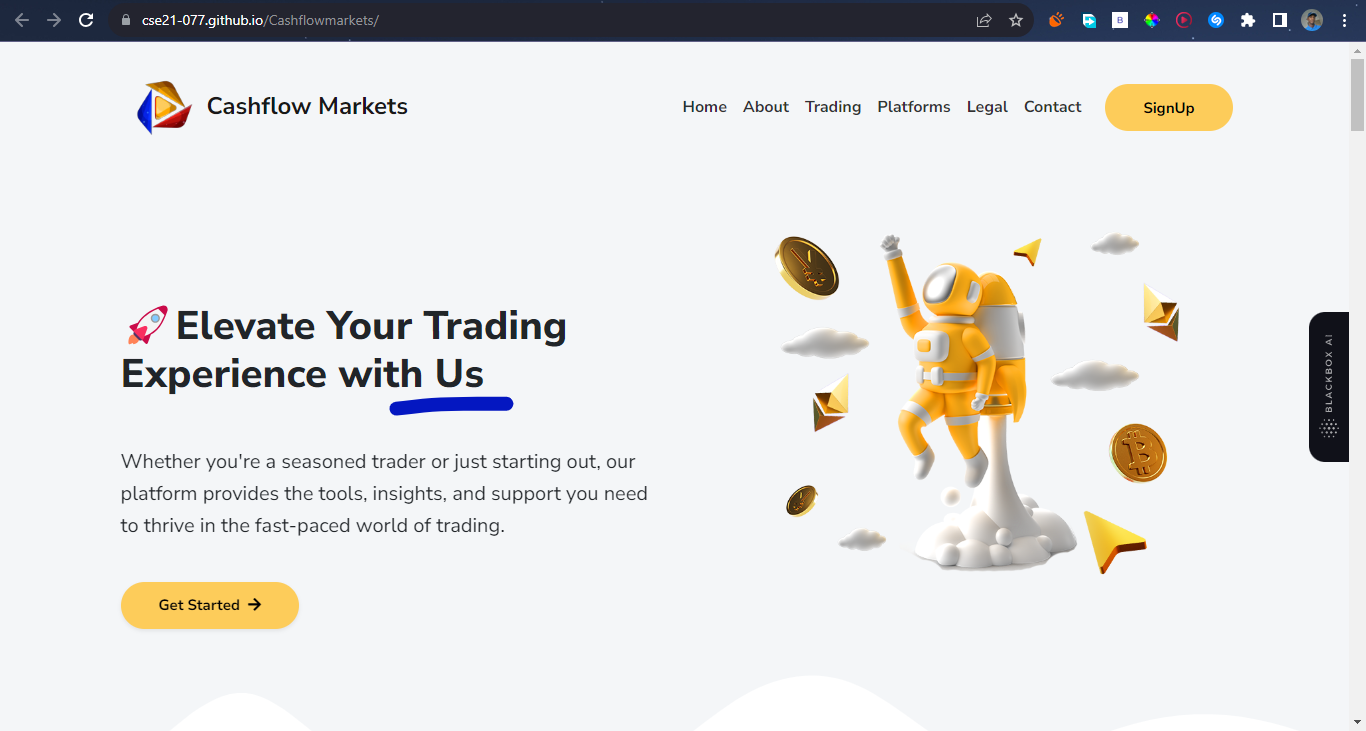 cse21-077.github.io/Cashflowmarkets/
Cashflow Markets
Home About Trading Platforms Legal Contact SignUp
🚀Elevate Your Trading
Experience with Us
Whether you're a seasoned trader or just starting out, our
platform provides the tools, insights, and support you need
to thrive in the fast-paced world of trading.
Get Started →
BLACKBOX AI